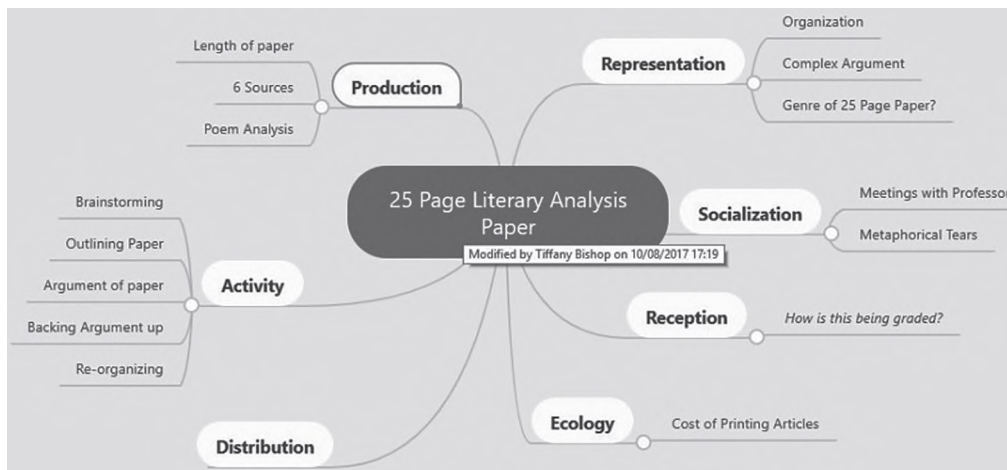 25 Page Literary Analysis
Paper
Modified by Tiffany Bishop on 10/08/2017 17:19
Production
Length of paper
6 Sources
Poem Analysis
Activity
Brainstorming
Outlining Paper
Argument of paper
Backing Argument up
Re-organizing
Distribution
Representation
Organization
Complex Argument
Genre of 25 Page Paper?
Socialization
Meetings with Professor
Metaphorical Tears
Reception
How is this being graded?
Ecology
Cost of Printing Articles